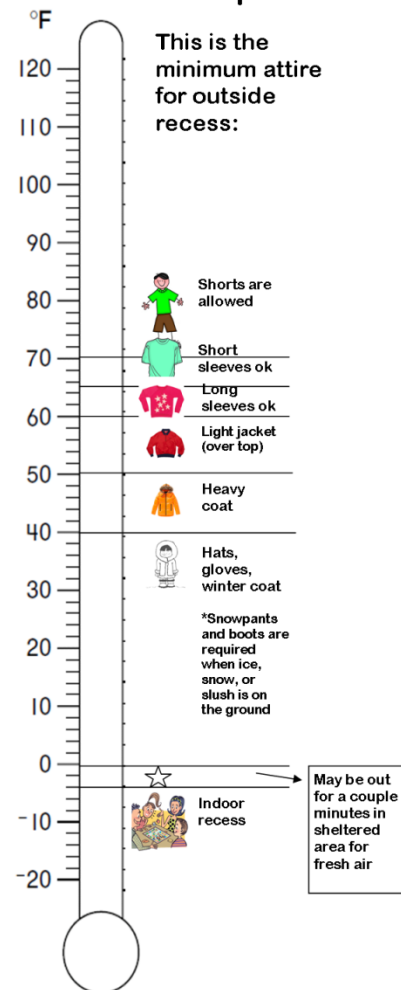 °F
This is the
minimum attire
for outside
recess:
120
110
100
90
80
Shorts are
allowed
70
Short
sleeves ok
Long
sleeves ok
60
Light jacket
(over top)
50
Heavy
coat
40
Hats,
gloves,
winter coat
30
*Snowpants
and boots are
required
when ice,
snow, or
slush is on
the ground
20
10
0
May be out
for a couple
minutes in
sheltered
area for
fresh air
Indoor
recess
-10
-20